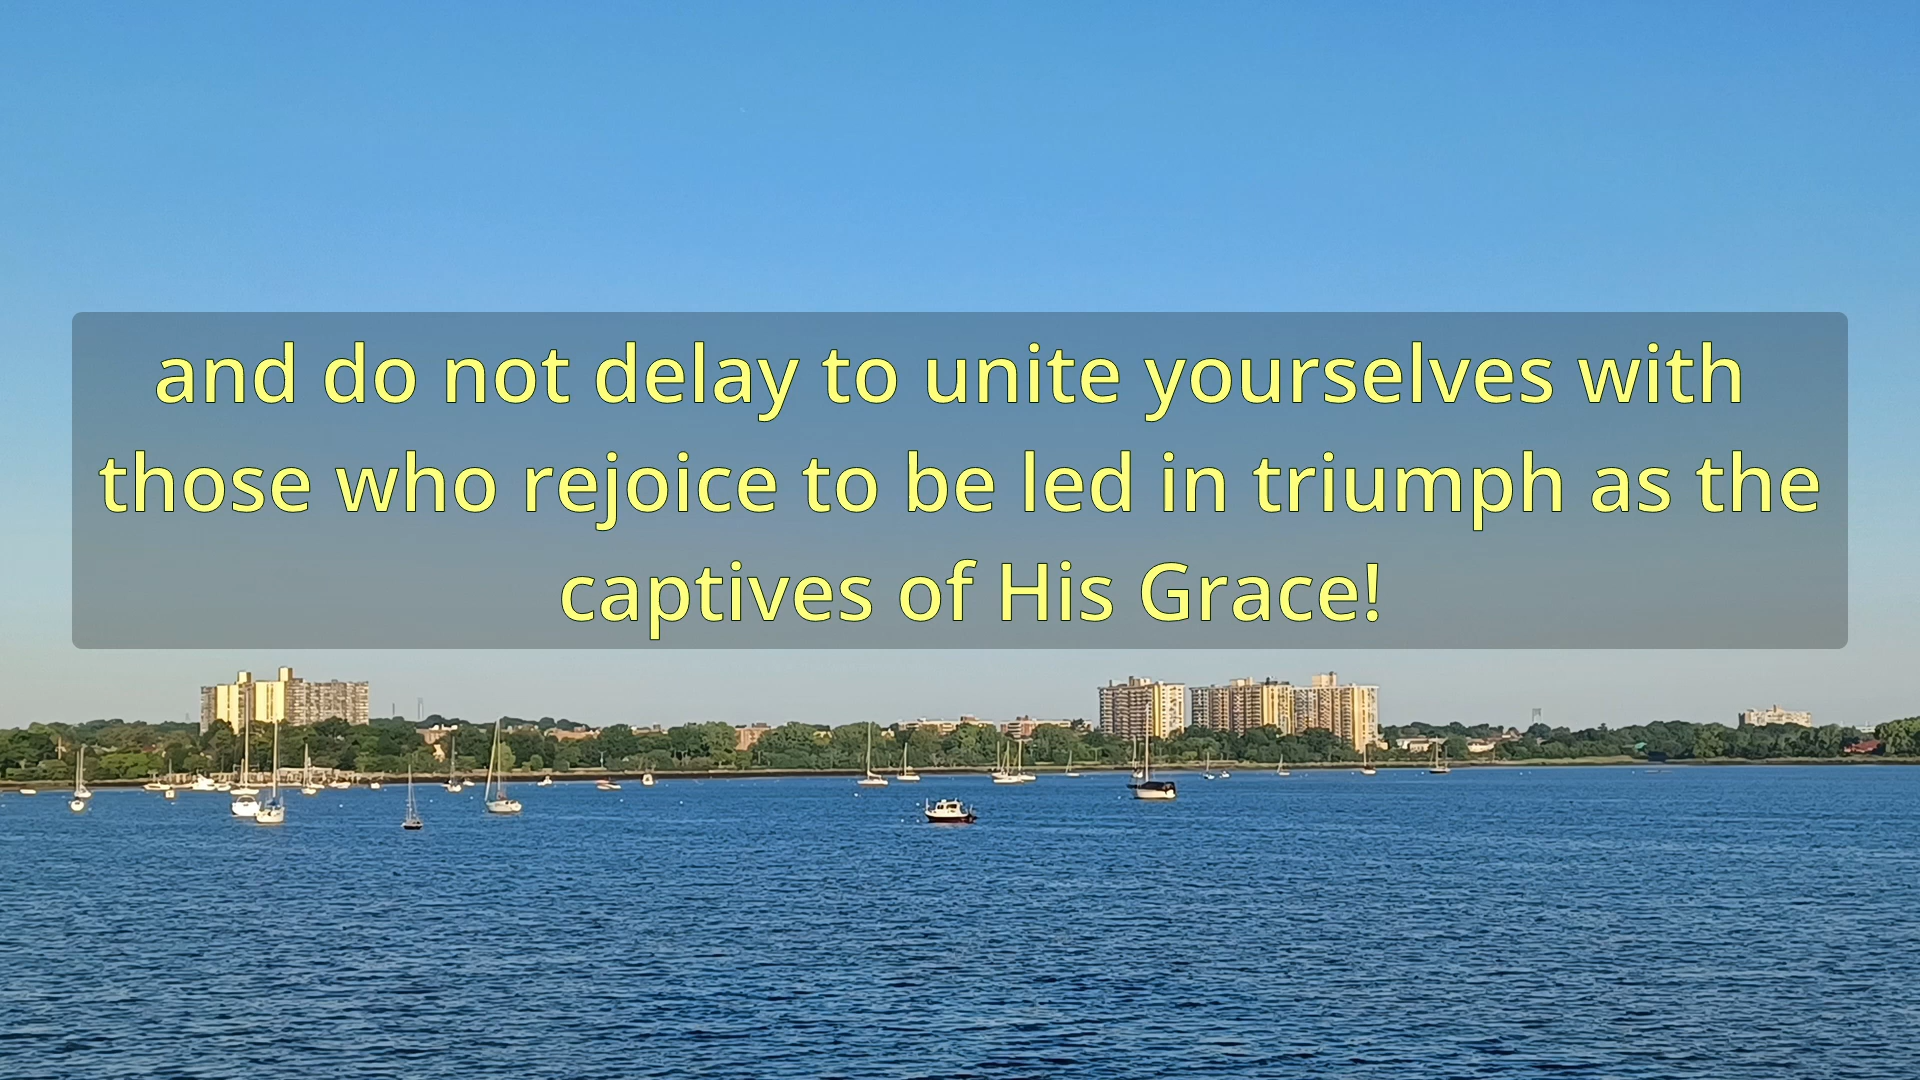 and do not delay to unite yourselves with
those who rejoice to be led in triumph as the
captives of His Grace!